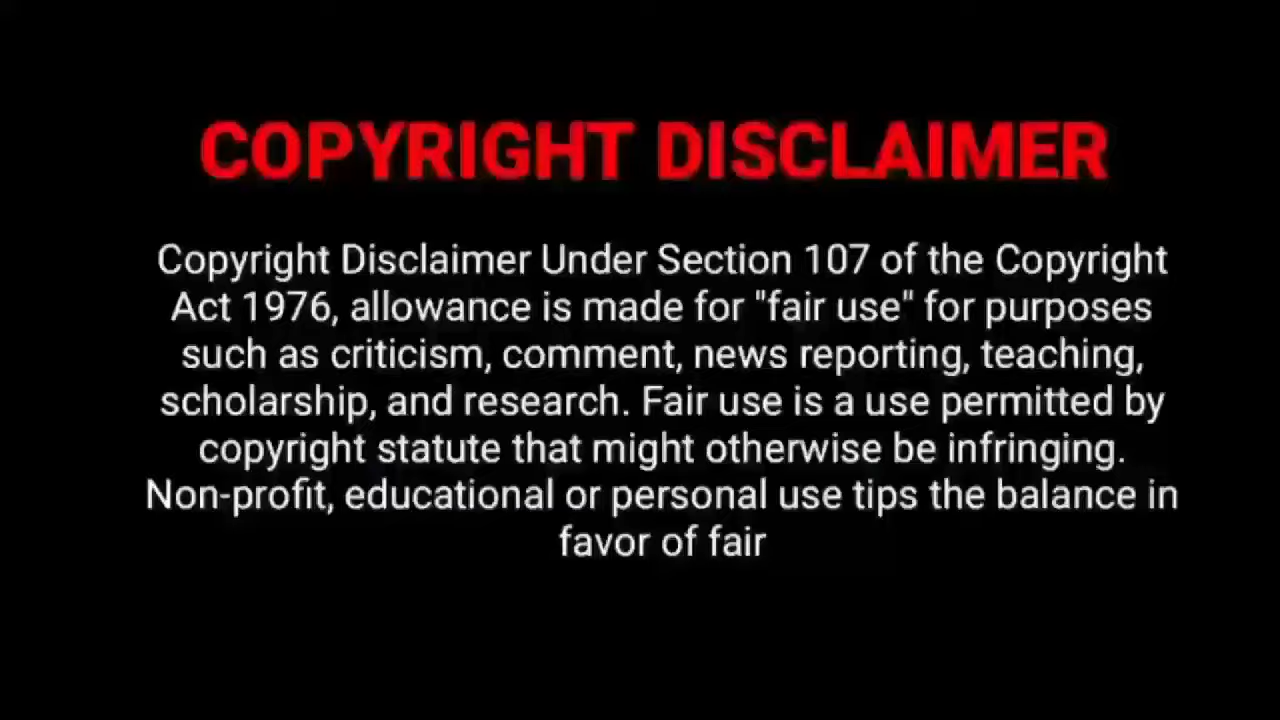 COPYRIGHT DISCLAIMER
Copyright Disclaimer Under Section 107 of the Copyright
Act 1976, allowance is made for "fair use" for purposes
such as criticism, comment, news reporting, teaching,
scholarship, and research. Fair use is a use permitted by
copyright statute that might otherwise be infringing.
Non-profit, educational or personal use tips the balance in
favor of fair